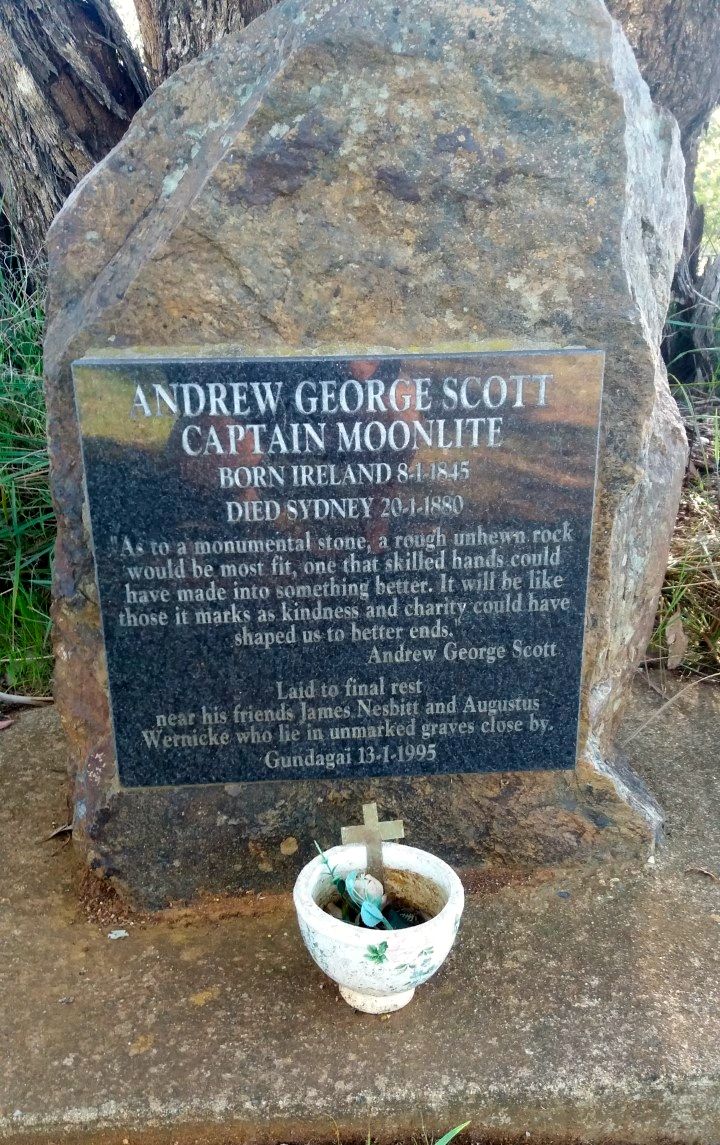 ANDREW GEORGE SCOTT
CAPTAIN MOONLITE
BORN IRELAND 8-1-1845
DIED SYDNEY 20-1-1880
"As to a monumental stone, a rough unhewn rock
would be most fit, one that skilled hands could
have made into something better. It will be like
those it marks as kindness and charity could have
shaped us to better ends."
Andrew George Scott
Laid to final rest
near his friends James Nesbitt and Augustus
Wernicke who lie in unmarked graves close by.
Gundagai 13-1-1995